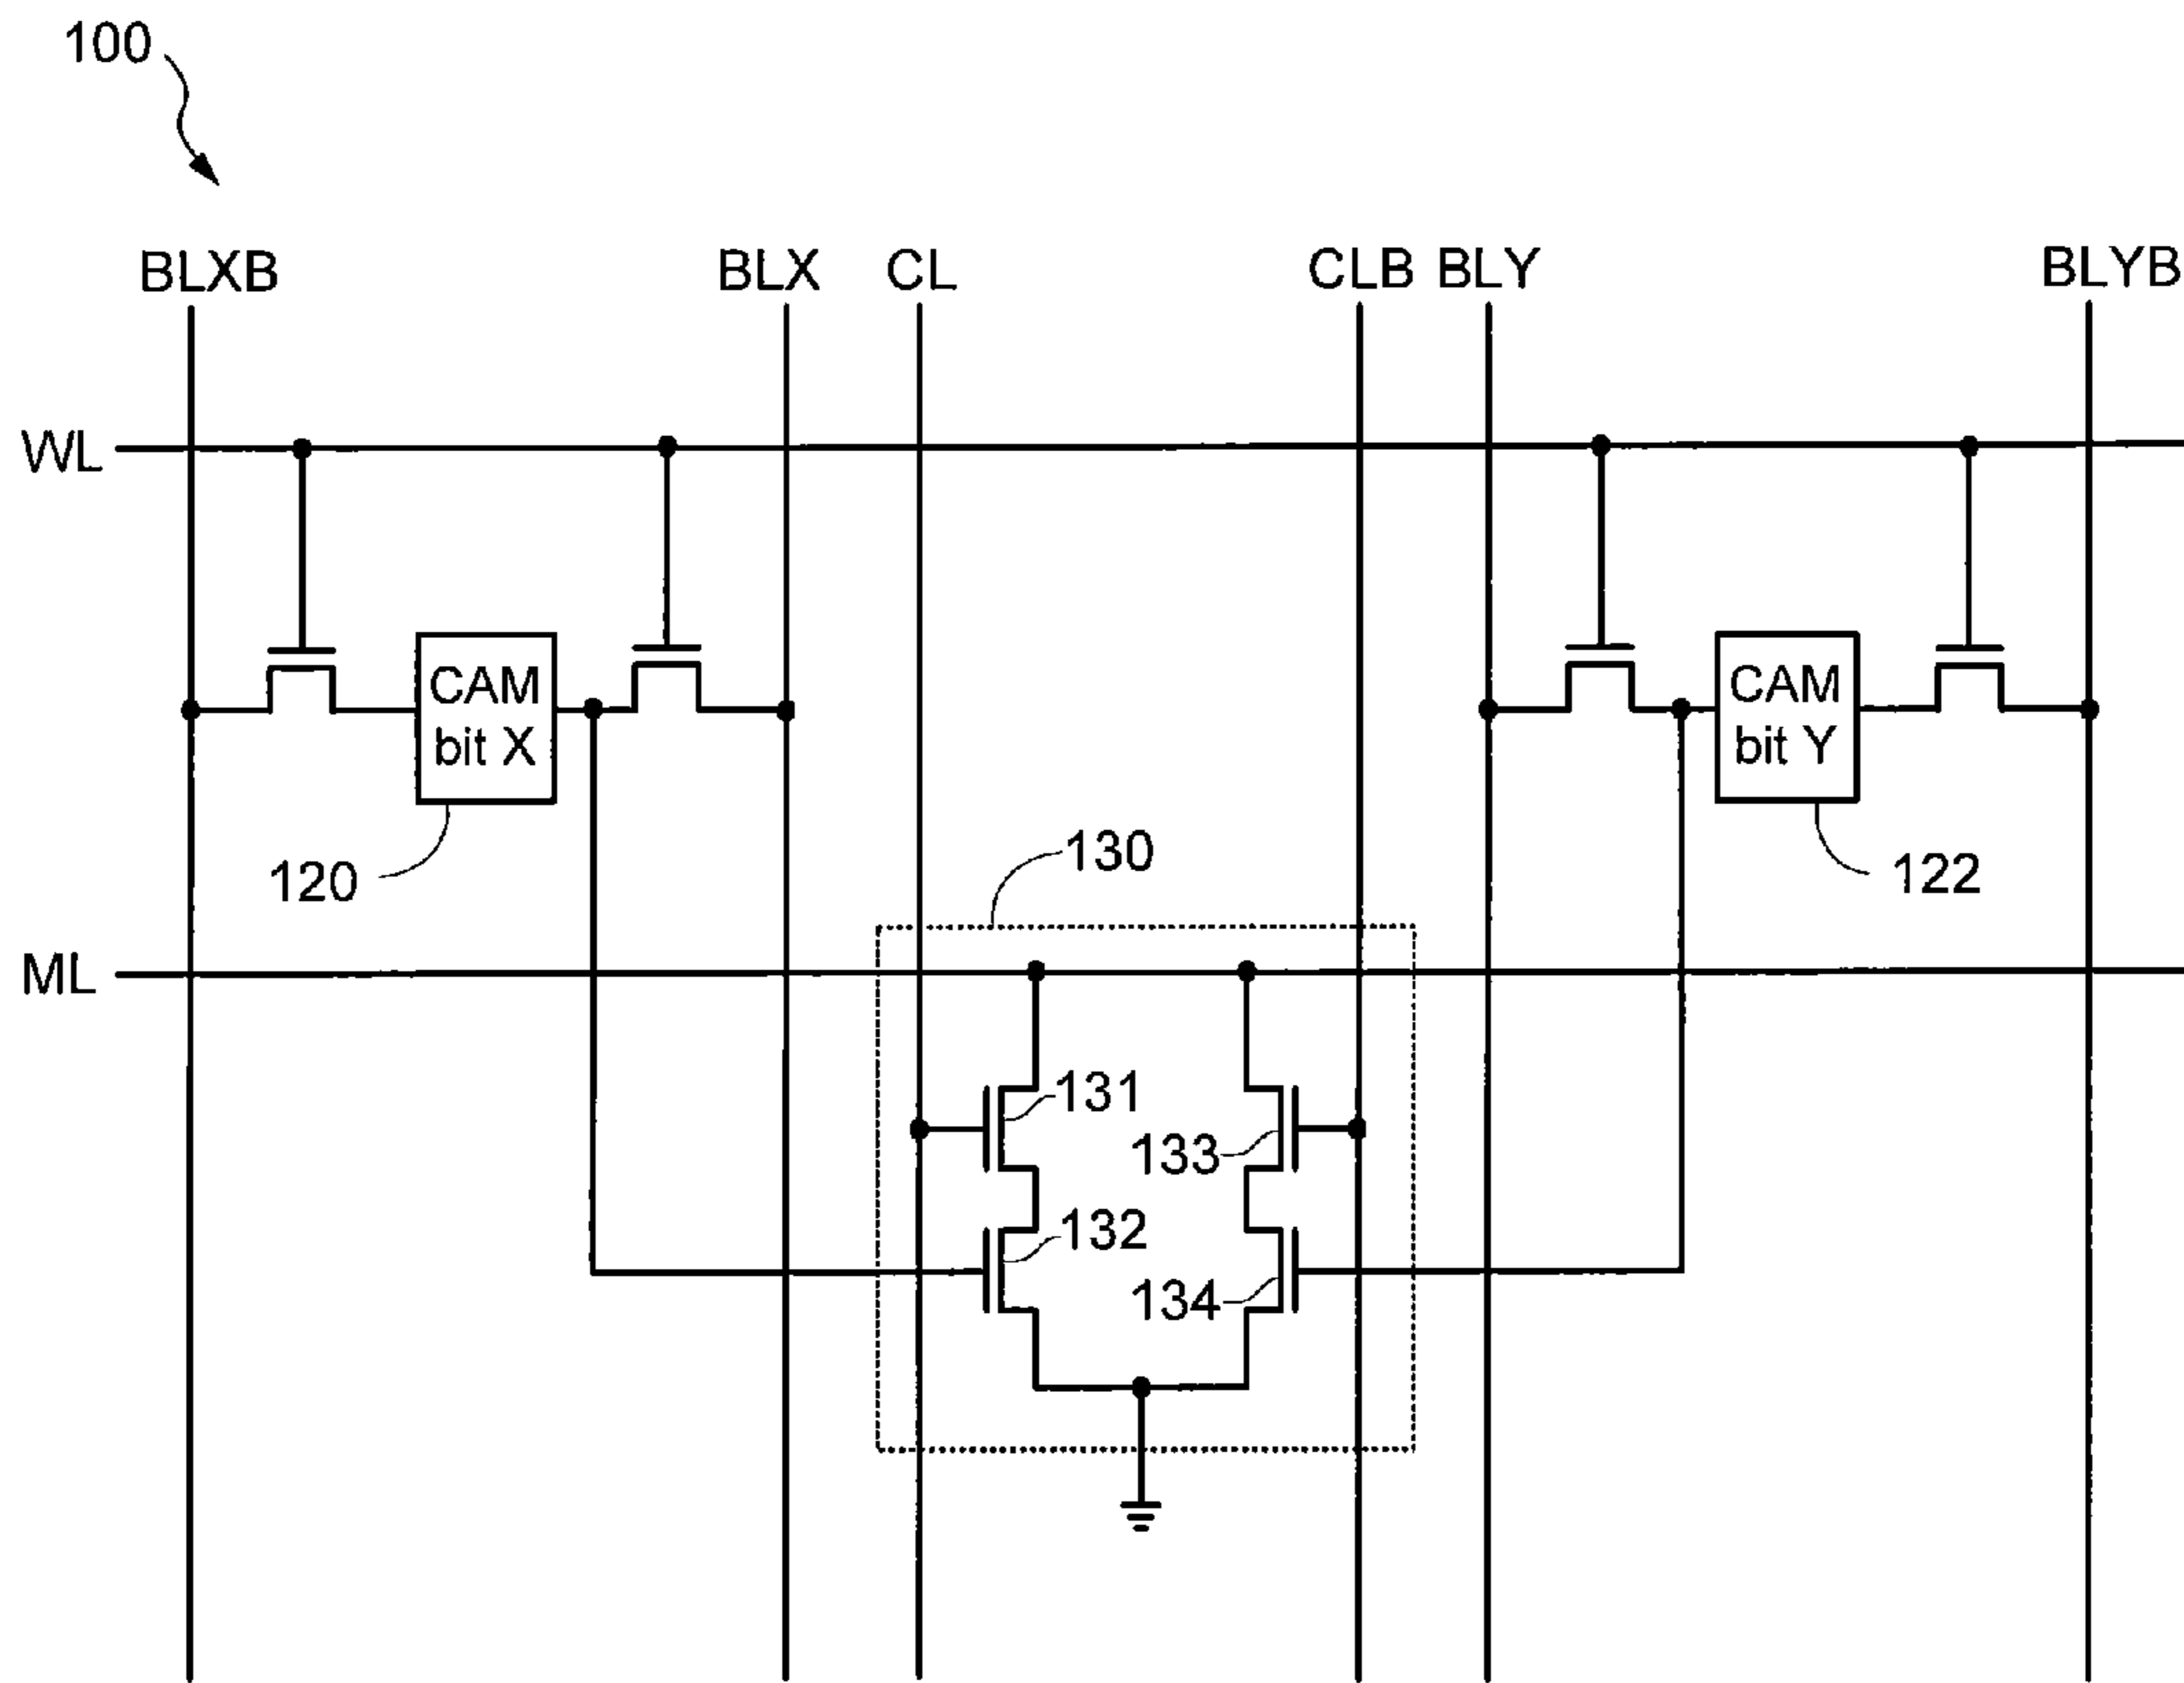 100
BLXB BLX CL CLB BLY BLYB
WL
CAM
bit X
CAM
bit Y
120
130
122
ML
131
133
132
134